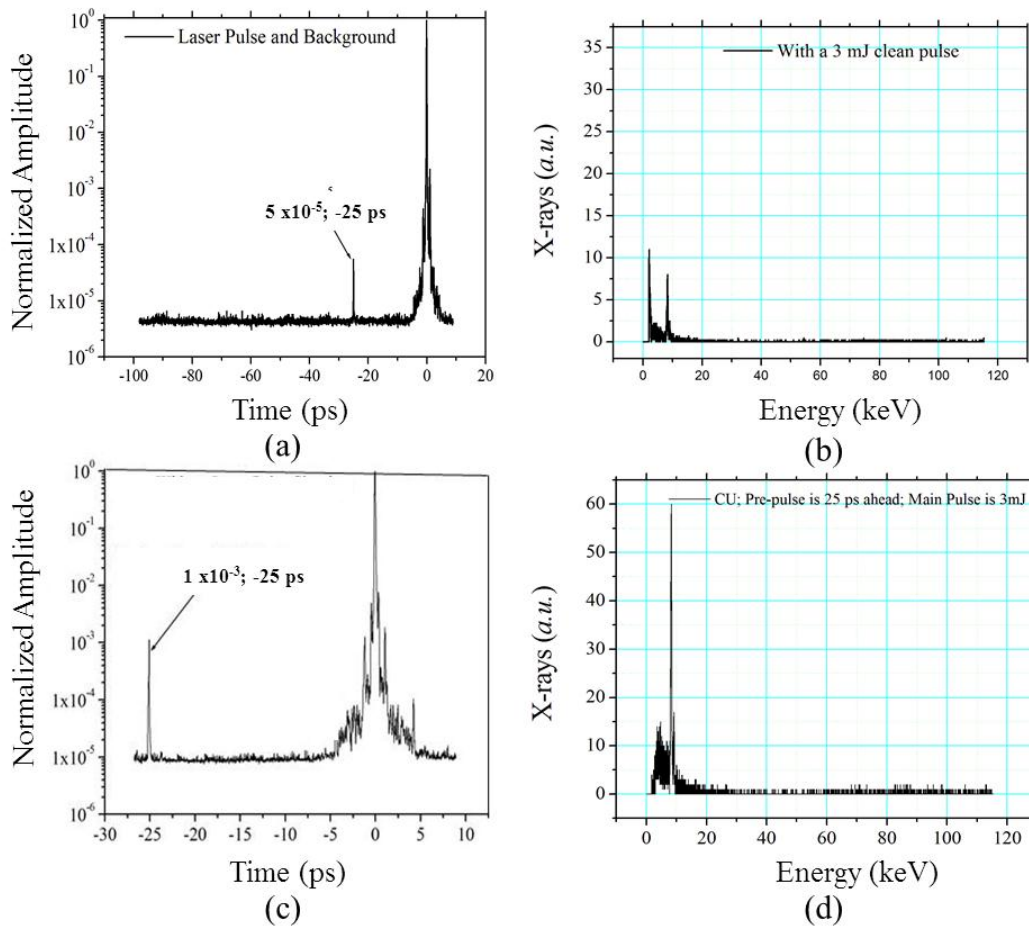 Normalized Amplitude
10⁰
10⁻¹
10⁻²
10⁻³
1x10⁻⁴
1x10⁻⁵
10⁻⁶
Laser Pulse and Background
5 x10⁻⁵; -25 ps
-100 -80 -60 -40 -20 0 20
Time (ps)
(a)
X-rays (a.u.)
35
30
25
20
15
10
5
0
With a 3 mJ clean pulse
0 20 40 60 80 100 120
Energy (keV)
(b)
Normalized Amplitude
10⁰
10⁻¹
10⁻²
10⁻³
1x10⁻⁴
1x10⁻⁵
10⁻⁶
1 x10⁻³; -25 ps
-30 -25 -20 -15 -10 -5 0 5 10
Time (ps)
(c)
X-rays (a.u.)
60
50
40
30
20
10
0
CU; Pre-pulse is 25 ps ahead; Main Pulse is 3mJ
0 20 40 60 80 100 120
Energy (keV)
(d)